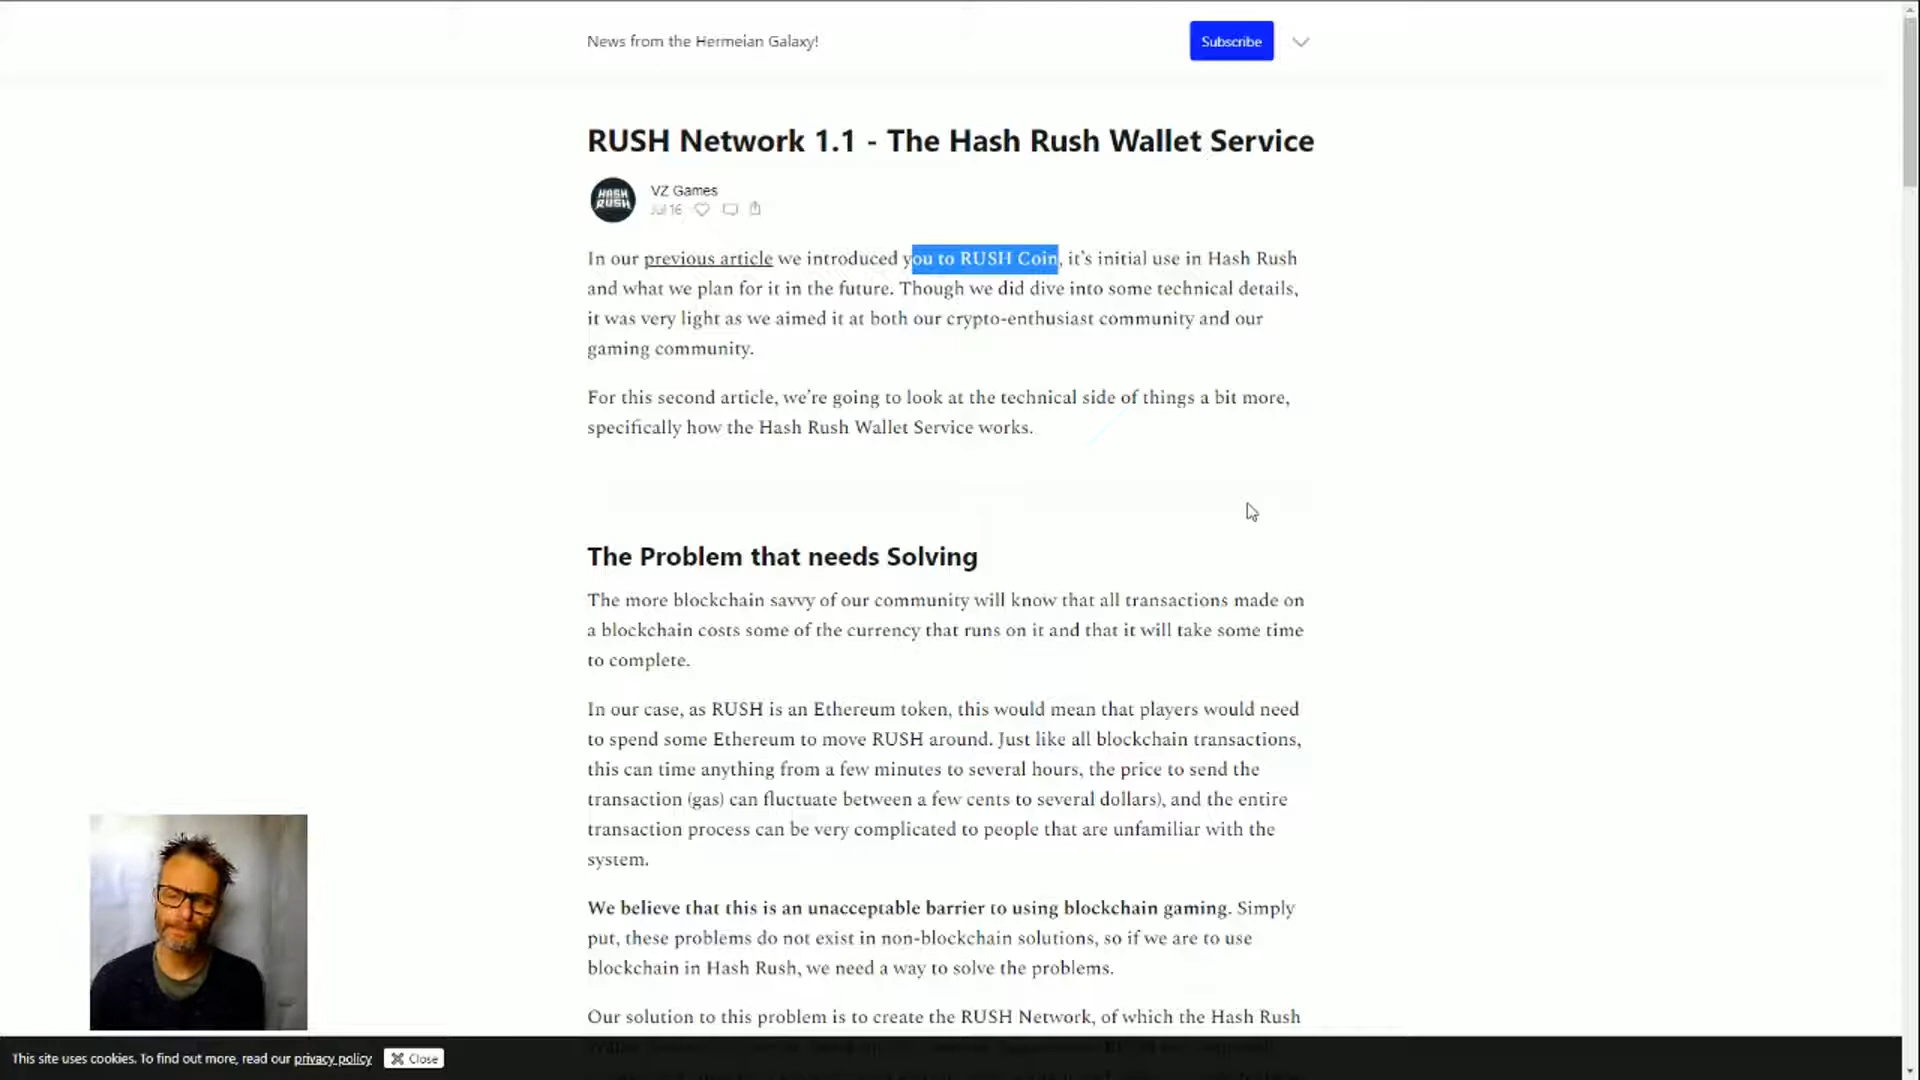 News from the Hermeian Galaxy!
Subscribe
RUSH Network 1.1 - The Hash Rush Wallet Service
HASH
RUSH
VZ Games
Jul 16
In our previous article we introduced you to RUSH Coin, it’s initial use in Hash Rush
and what we plan for it in the future. Though we did dive into some technical details,
it was very light as we aimed it at both our crypto-enthusiast community and our
gaming community.
For this second article, we’re going to look at the technical side of things a bit more,
specifically how the Hash Rush Wallet Service works.
The Problem that needs Solving
The more blockchain savvy of our community will know that all transactions made on
a blockchain costs some of the currency that runs on it and that it will take some time
to complete.
In our case, as RUSH is an Ethereum token, this would mean that players would need
to spend some Ethereum to move RUSH around. Just like all blockchain transactions,
this can time anything from a few minutes to several hours, the price to send the
transaction (gas) can fluctuate between a few cents to several dollars), and the entire
transaction process can be very complicated to people that are unfamiliar with the
system.
We believe that this is an unacceptable barrier to using blockchain gaming. Simply
put, these problems do not exist in non-blockchain solutions, so if we are to use
blockchain in Hash Rush, we need a way to solve the problems.
Our solution to this problem is to create the RUSH Network, of which the Hash Rush
This site uses cookies. To find out more, read our privacy policy
Close